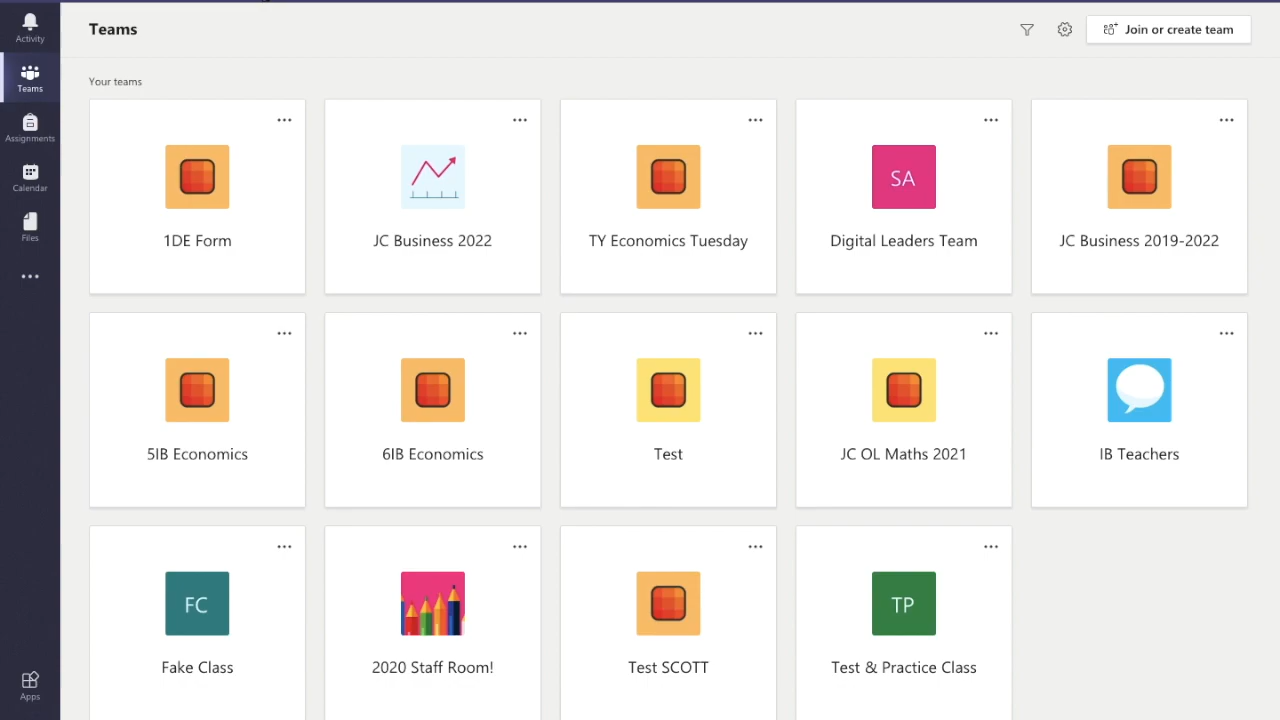 Activity
Teams
Assignments
Calendar
Files
Apps
Teams
Join or create team
Your teams
1DE Form
JC Business 2022
TY Economics Tuesday
SA
Digital Leaders Team
JC Business 2019-2022
5IB Economics
6IB Economics
Test
JC OL Maths 2021
IB Teachers
FC
Fake Class
2020 Staff Room!
Test SCOTT
TP
Test & Practice Class